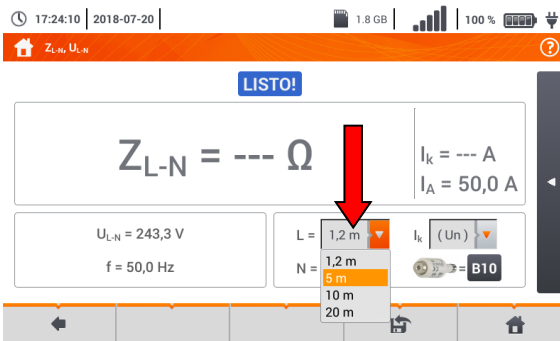 17:24:10 2018-07-20 1.8 GB 100 %
ZL-N, UL-N ?
LISTO!
ZL-N = --- Ω
Ik = --- A
IA = 50,0 A
UL-N = 243,3 V
f = 50,0 Hz
L = 1,2 m Ik (Un)
N = = B10
1,2 m
5 m
10 m
20 m